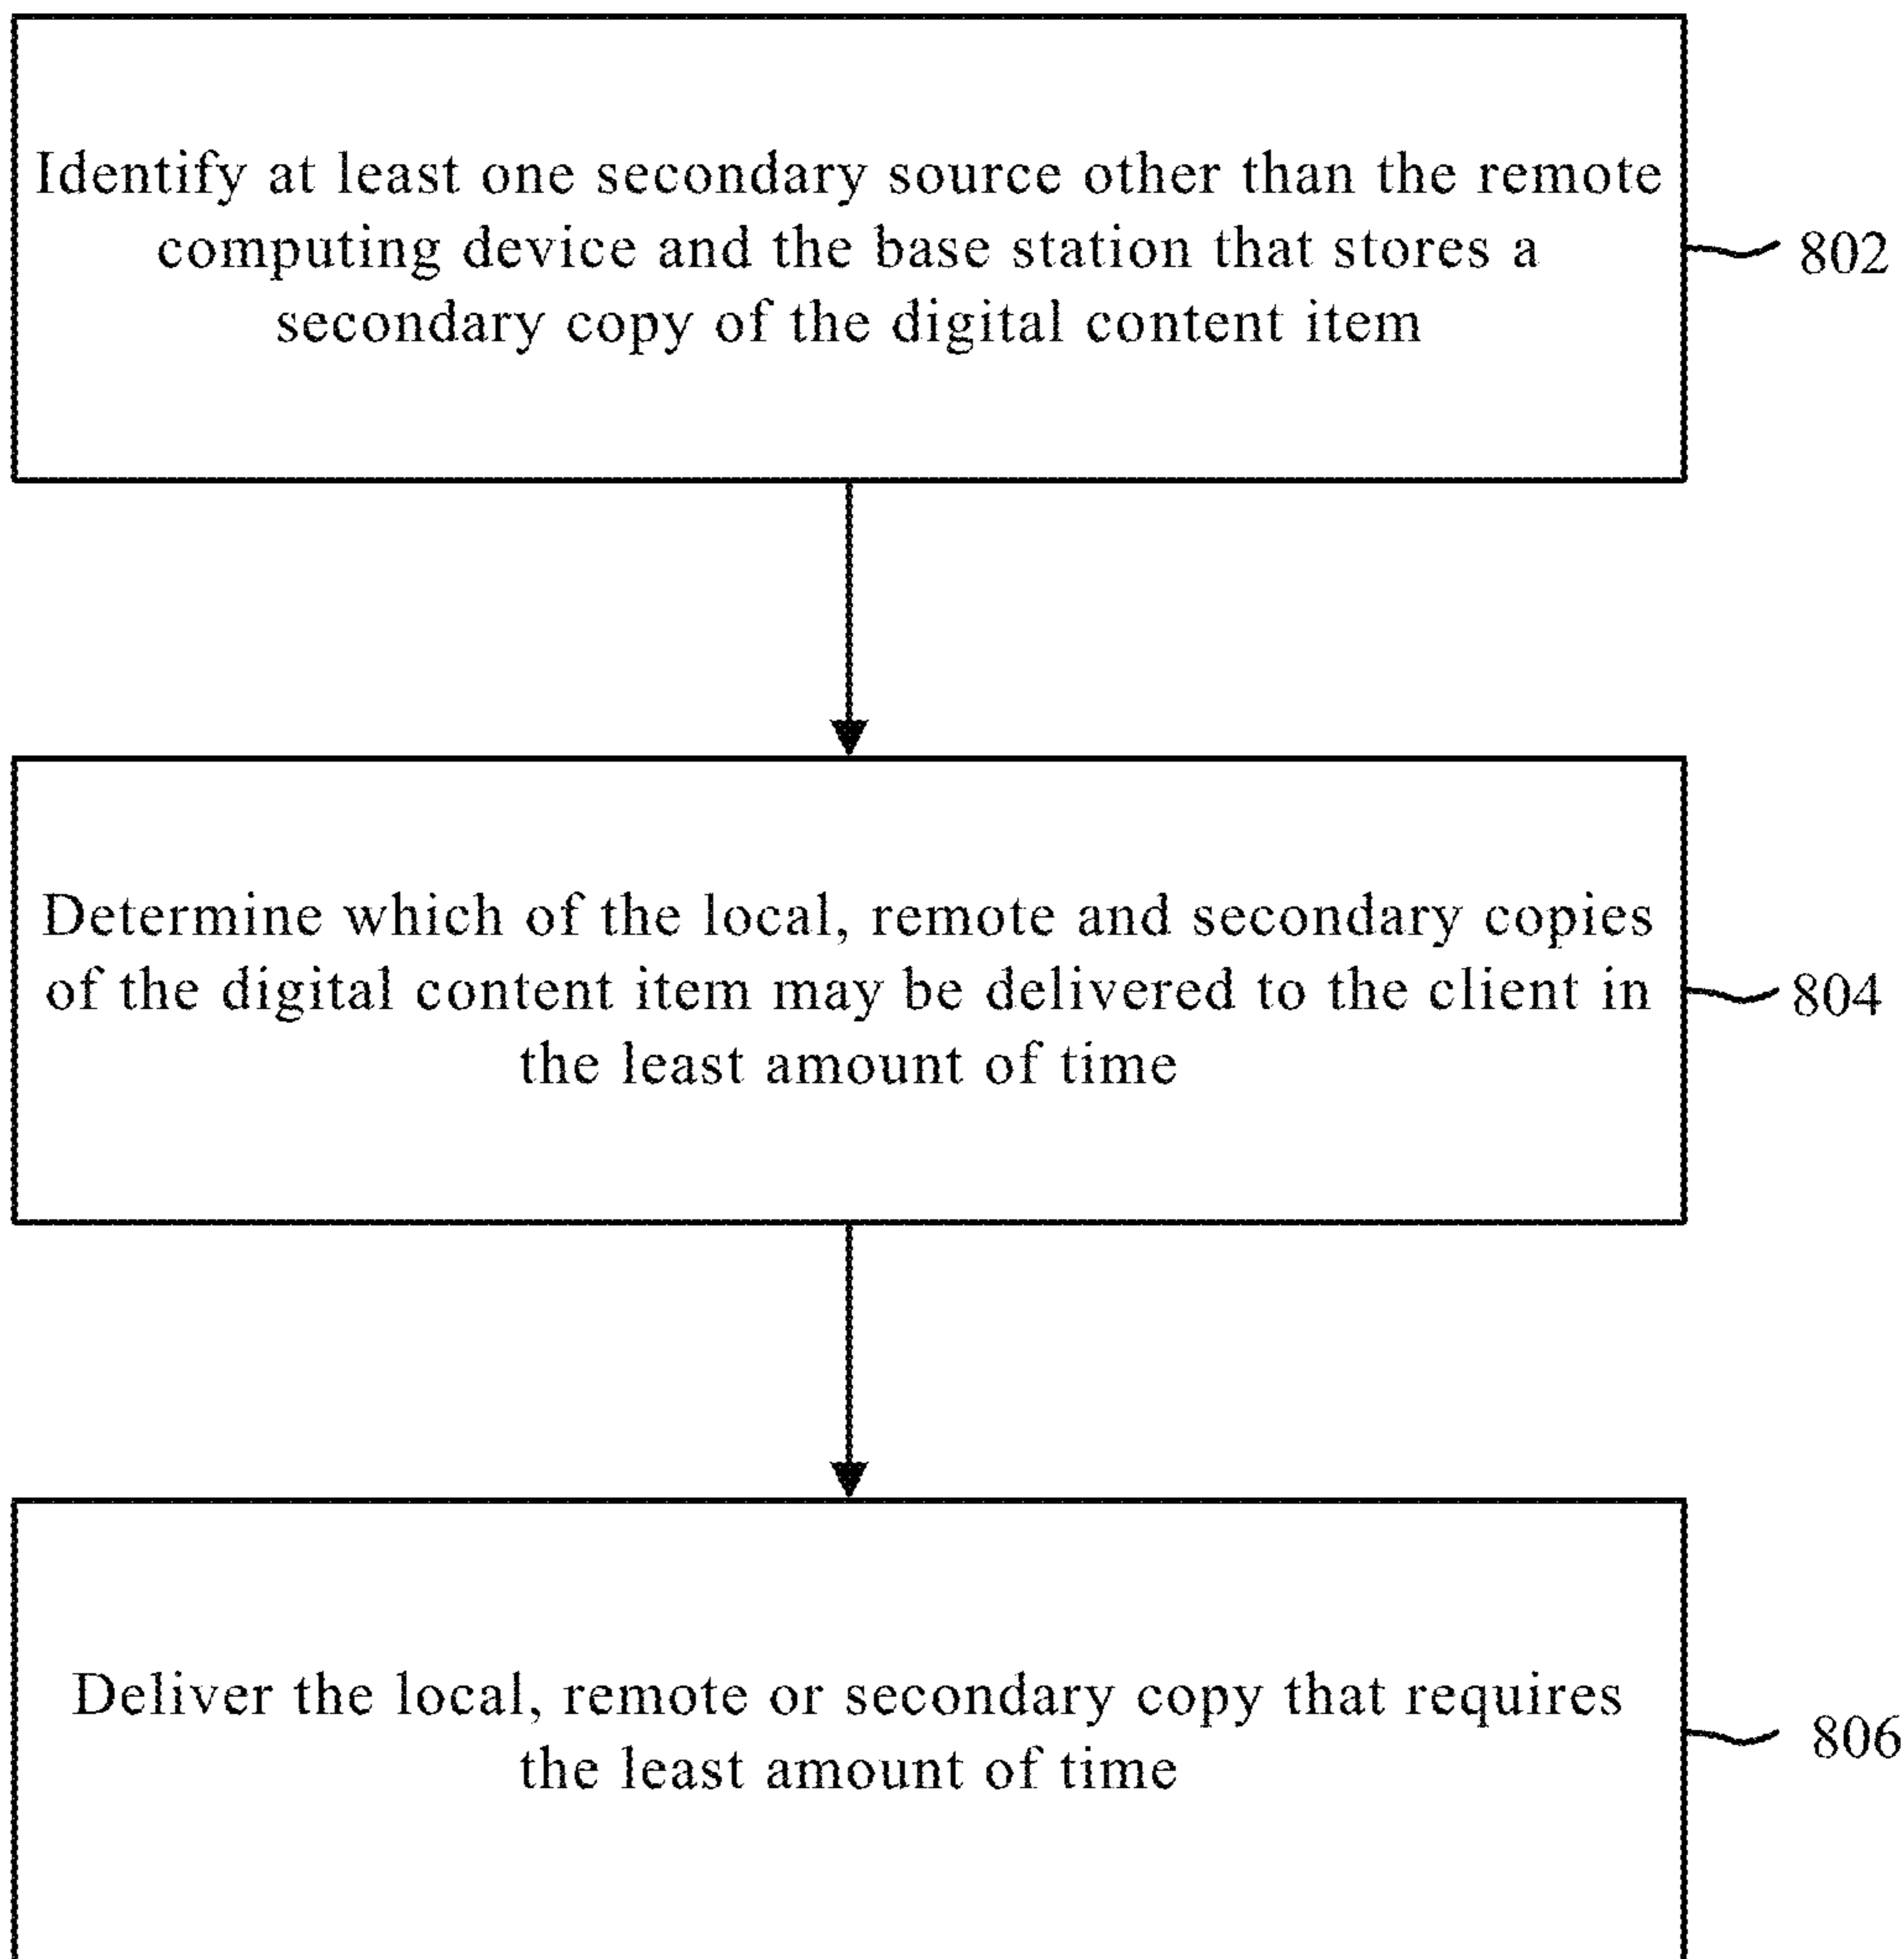 Identify at least one secondary source other than the remote
computing device and the base station that stores a
secondary copy of the digital content item
802
Determine which of the local, remote and secondary copies
of the digital content item may be delivered to the client in
the least amount of time
804
Deliver the local, remote or secondary copy that requires
the least amount of time
806